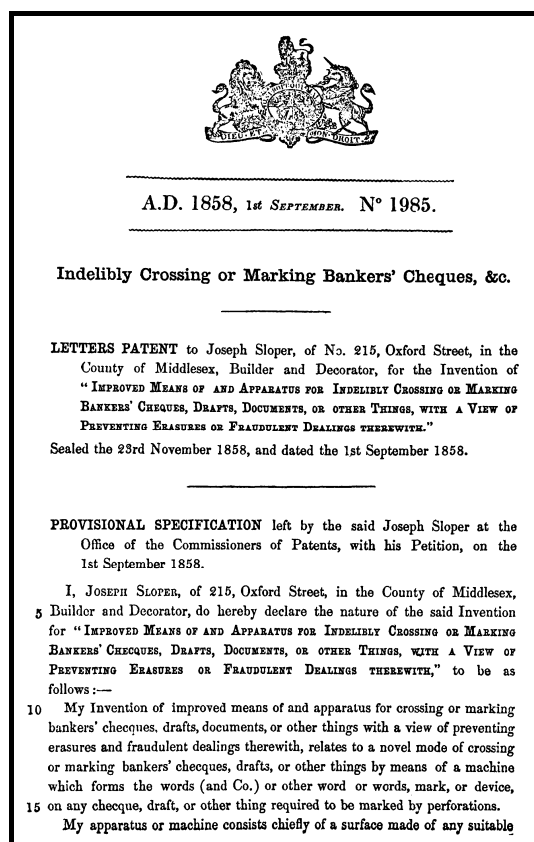 DIEU ET MON DROIT
A.D. 1858, 1st SEPTEMBER. Nº 1985.
Indelibly Crossing or Marking Bankers' Cheques, &c.
LETTERS PATENT to Joseph Sloper, of No. 215, Oxford Street, in the
County of Middlesex, Builder and Decorator, for the Invention of
"IMPROVED MEANS OF AND APPARATUS FOR INDELIBLY CROSSING OR MARKING
BANKERS' CHEQUES, DRAFTS, DOCUMENTS, OR OTHER THINGS, WITH A VIEW OF
PREVENTING ERASURES OR FRAUDULENT DEALINGS THEREWITH."
Sealed the 23rd November 1858, and dated the 1st September 1858.
PROVISIONAL SPECIFICATION left by the said Joseph Sloper at the
Office of the Commissioners of Patents, with his Petition, on the
1st September 1858.
I, JOSEPH SLOPER, of 215, Oxford Street, in the County of Middlesex,
5 Builder and Decorator, do hereby declare the nature of the said Invention
for "IMPROVED MEANS OF AND APPARATUS FOR INDELIBLY CROSSING OR MARKING
BANKERS' CHECQUES, DRAFTS, DOCUMENTS, OR OTHER THINGS, WITH A VIEW OF
PREVENTING ERASURES OR FRAUDULENT DEALINGS THEREWITH," to be as
follows:—
10 My Invention of improved means of and apparatus for crossing or marking
bankers' checques, drafts, documents, or other things with a view of preventing
erasures and fraudulent dealings therewith, relates to a novel mode of crossing
or marking bankers' checques, drafts, or other things by means of a machine
which forms the words (and Co.) or other word or words, mark, or device,
15 on any checque, draft, or other thing required to be marked by perforations.
My apparatus or machine consists chiefly of a surface made of any suitable